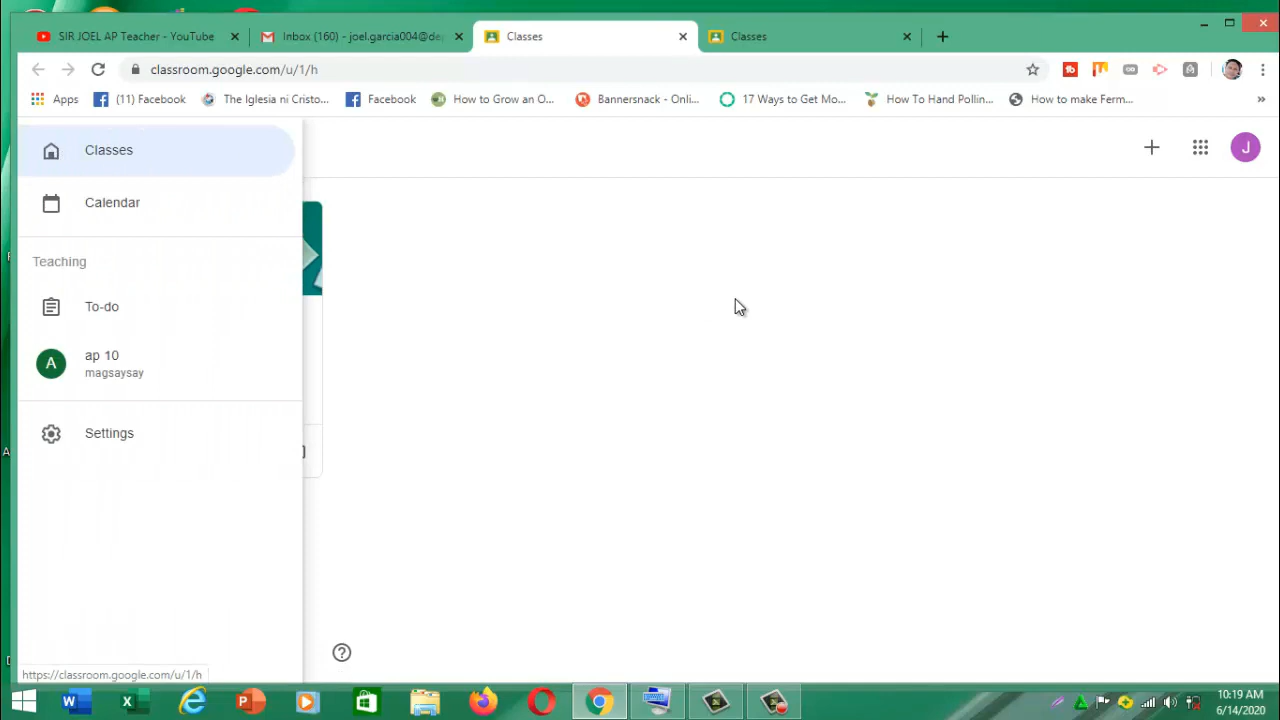 SIR JOEL AP Teacher - YouTube
Inbox (160) - joel.garcia004@de
Classes
Classes
classroom.google.com/u/1/h
Apps
(11) Facebook
The Iglesia ni Cristo...
Facebook
How to Grow an O...
Bannersnack - Onli...
17 Ways to Get Mo...
How To Hand Pollin...
How to make Ferm...
Classes
J
Calendar
Teaching
To-do
A
ap 10
magsaysay
Settings
https://classroom.google.com/u/1/h
10:19 AM
6/14/2020